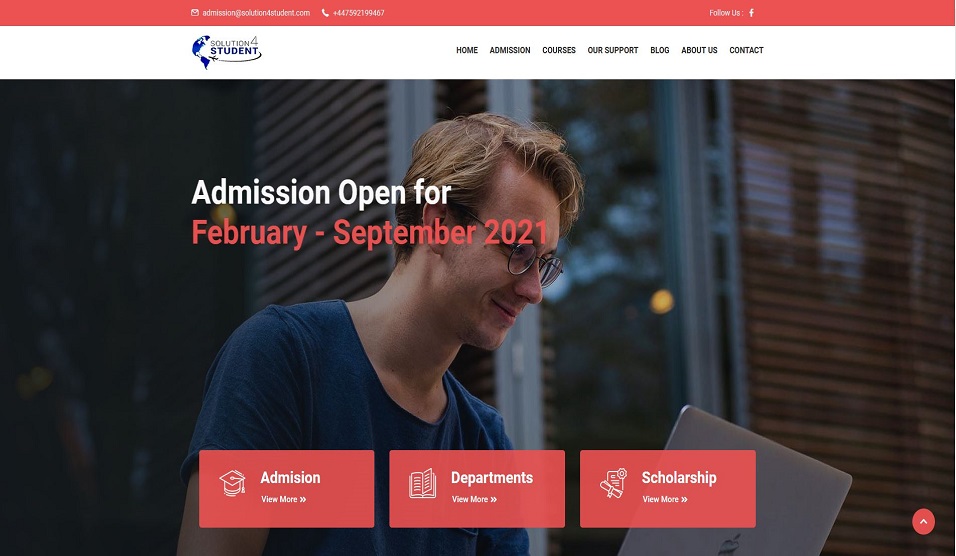 admission@solution4student.com +447592199467 Follow Us :
SOLUTION 4
STUDENT
HOME ADMISSION COURSES OUR SUPPORT BLOG ABOUT US CONTACT
Admission Open for
February - September 2021
Admision Departments Scholarship
View More View More View More